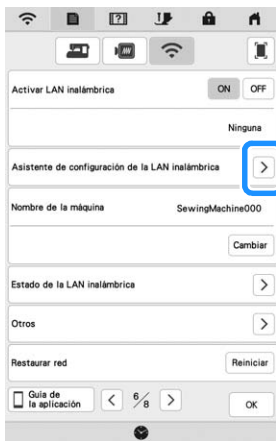 Activar LAN inalámbrica ON OFF
Ninguna
Asistente de configuración de la LAN inalámbrica
Nombre de la máquina SewingMachine000
Cambiar
Estado de la LAN inalámbrica
Otros
Restaurar red Reiniciar
Guía de
la aplicación 6/8 OK